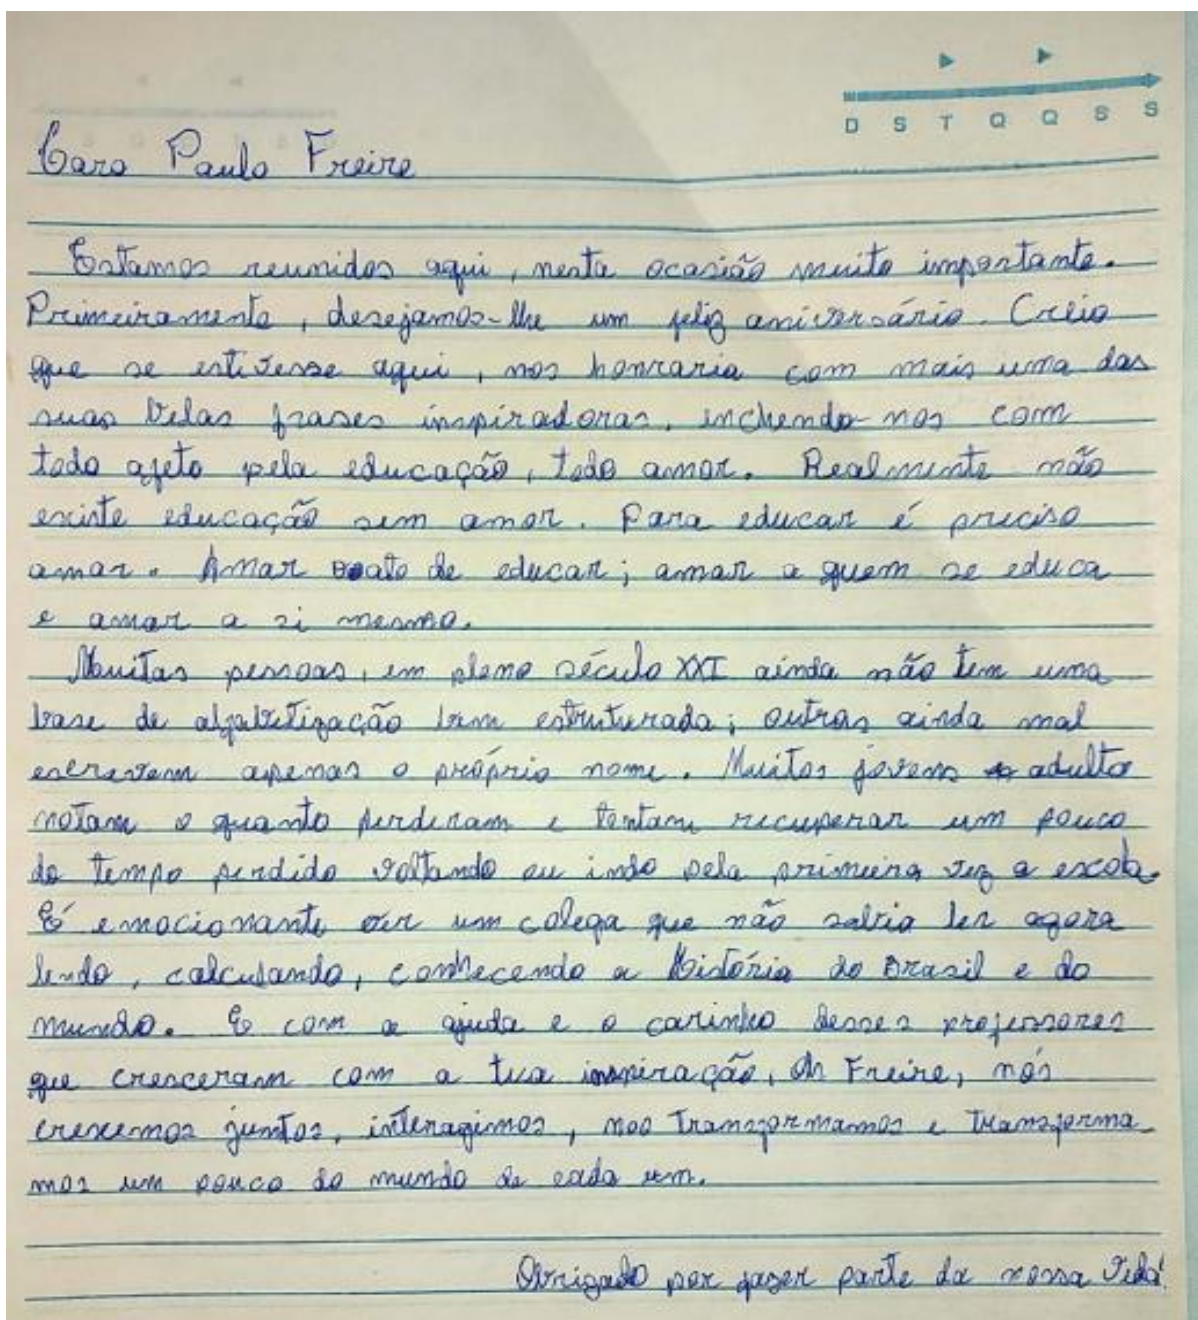 D S T Q Q S S
Caro Paulo Freire
Estamos reunidos aqui, nesta ocasião muito importante.
Primeiramente, desejamos-lhe um feliz aniversário. Creio
que se estivesse aqui, nos honraria com mais uma das
suas belas frases inspiradoras, inchendo-nos com
todo afeto pela educação, todo amor. Realmente não
existe educação sem amor. Para educar é preciso
amar. Amar o ato de educar; amar a quem se educa
e amar a si mesmo.
Muitas pessoas, em pleno século XXI ainda não tem uma
base de alfabetização bem estruturada; outras ainda mal
escrevem apenas o próprio nome. Muitos jovens adulto
notam o quanto perderam e tentam recuperar um pouco
do tempo perdido voltando ou indo pela primeira vez a escola.
É emocionante ver um colega que não sabia ler agora
lendo, calculando, conhecendo a História do Brasil e do
mundo. E com a ajuda e o carinho desses professores
que cresceram com a tua inspiração, Oh Freire, nós
crescemos juntos, interagimos, nos transformamos e transforma
mos um pouco do mundo de cada um.
Obrigado por fazer parte da nossa vida!